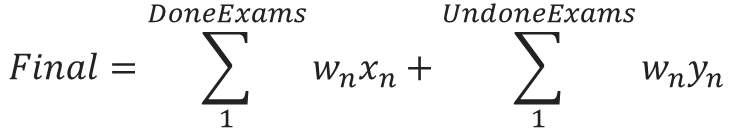 DoneExams UndoneExams
Final = ∑ wₙxₙ + ∑ wₙyₙ
1 1